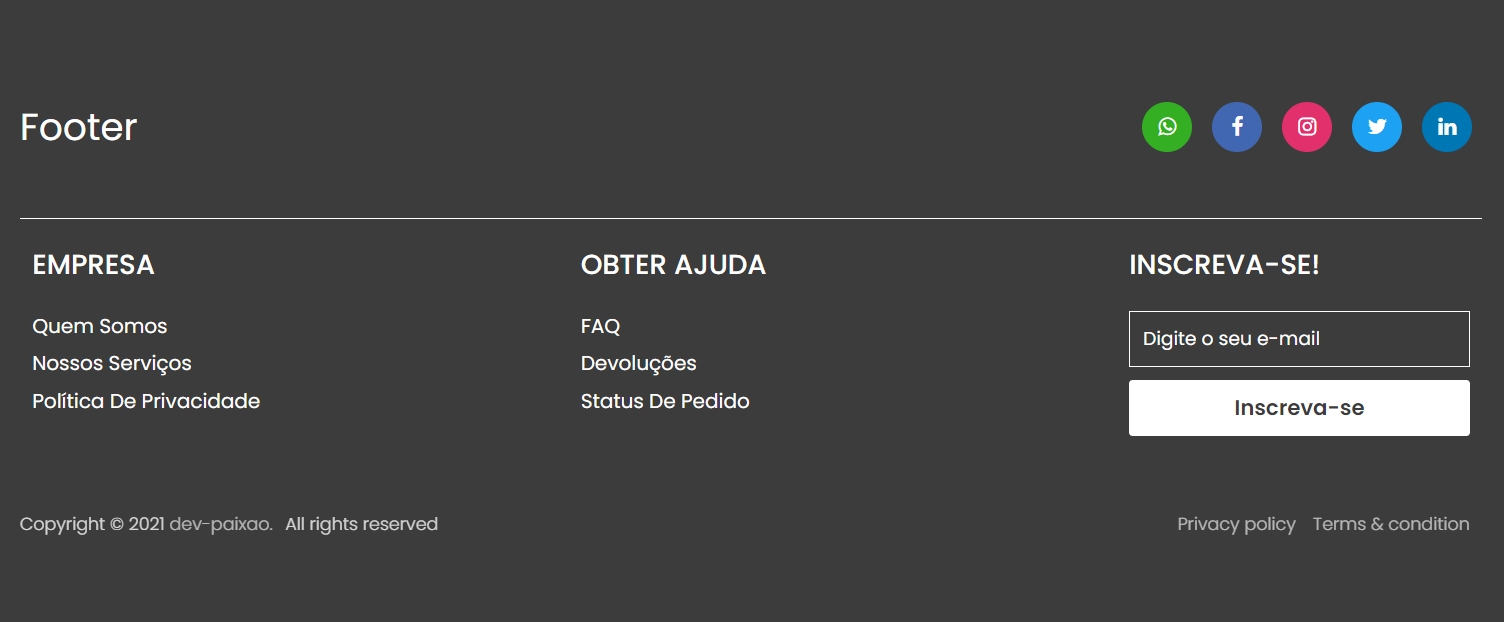 Footer
EMPRESA
Quem Somos
Nossos Serviços
Política De Privacidade
OBTER AJUDA
FAQ
Devoluções
Status De Pedido
INSCREVA-SE!
Digite o seu e-mail
Inscreva-se
Copyright © 2021 dev-paixao. All rights reserved
Privacy policy Terms & condition